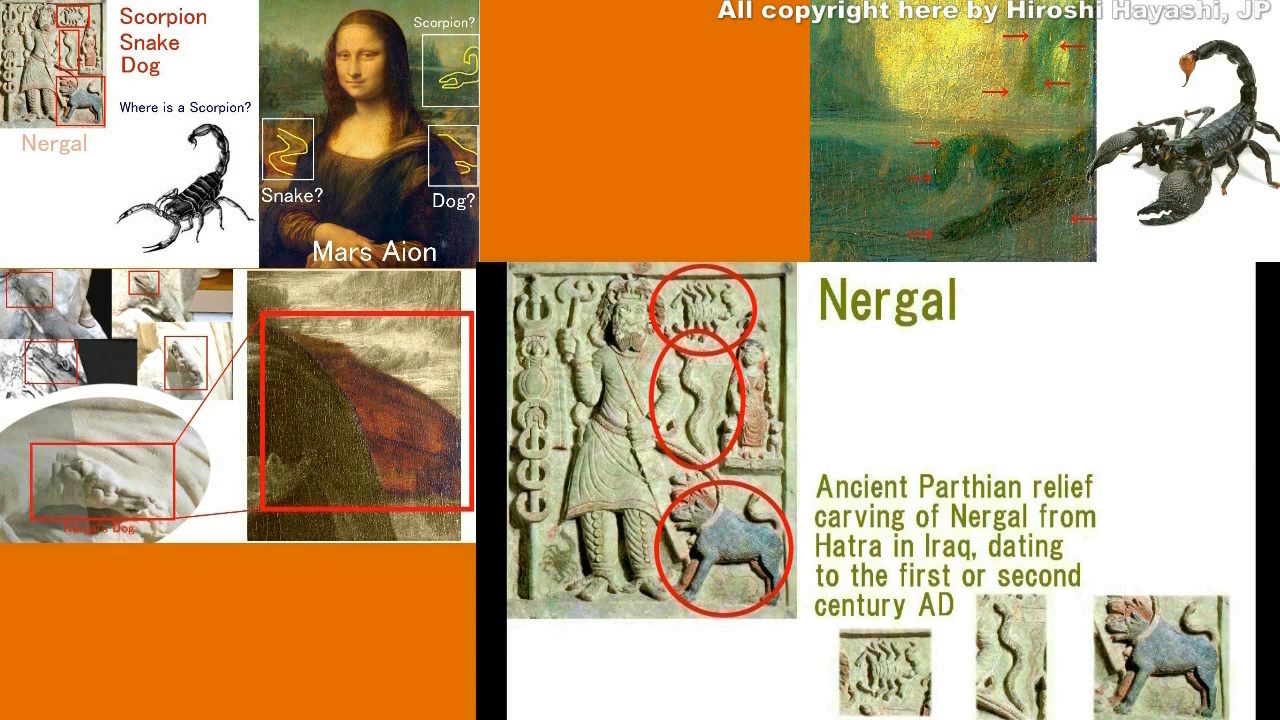 All copyright here by Hiroshi Hayashi, JP
Scorpion
Snake
Dog
Where is a Scorpion?
Nergal
Scorpion?
Snake?
Dog?
Mars Aion
Nergal's Dog
Nergal
Ancient Parthian relief
carving of Nergal from
Hatra in Iraq, dating
to the first or second
century AD